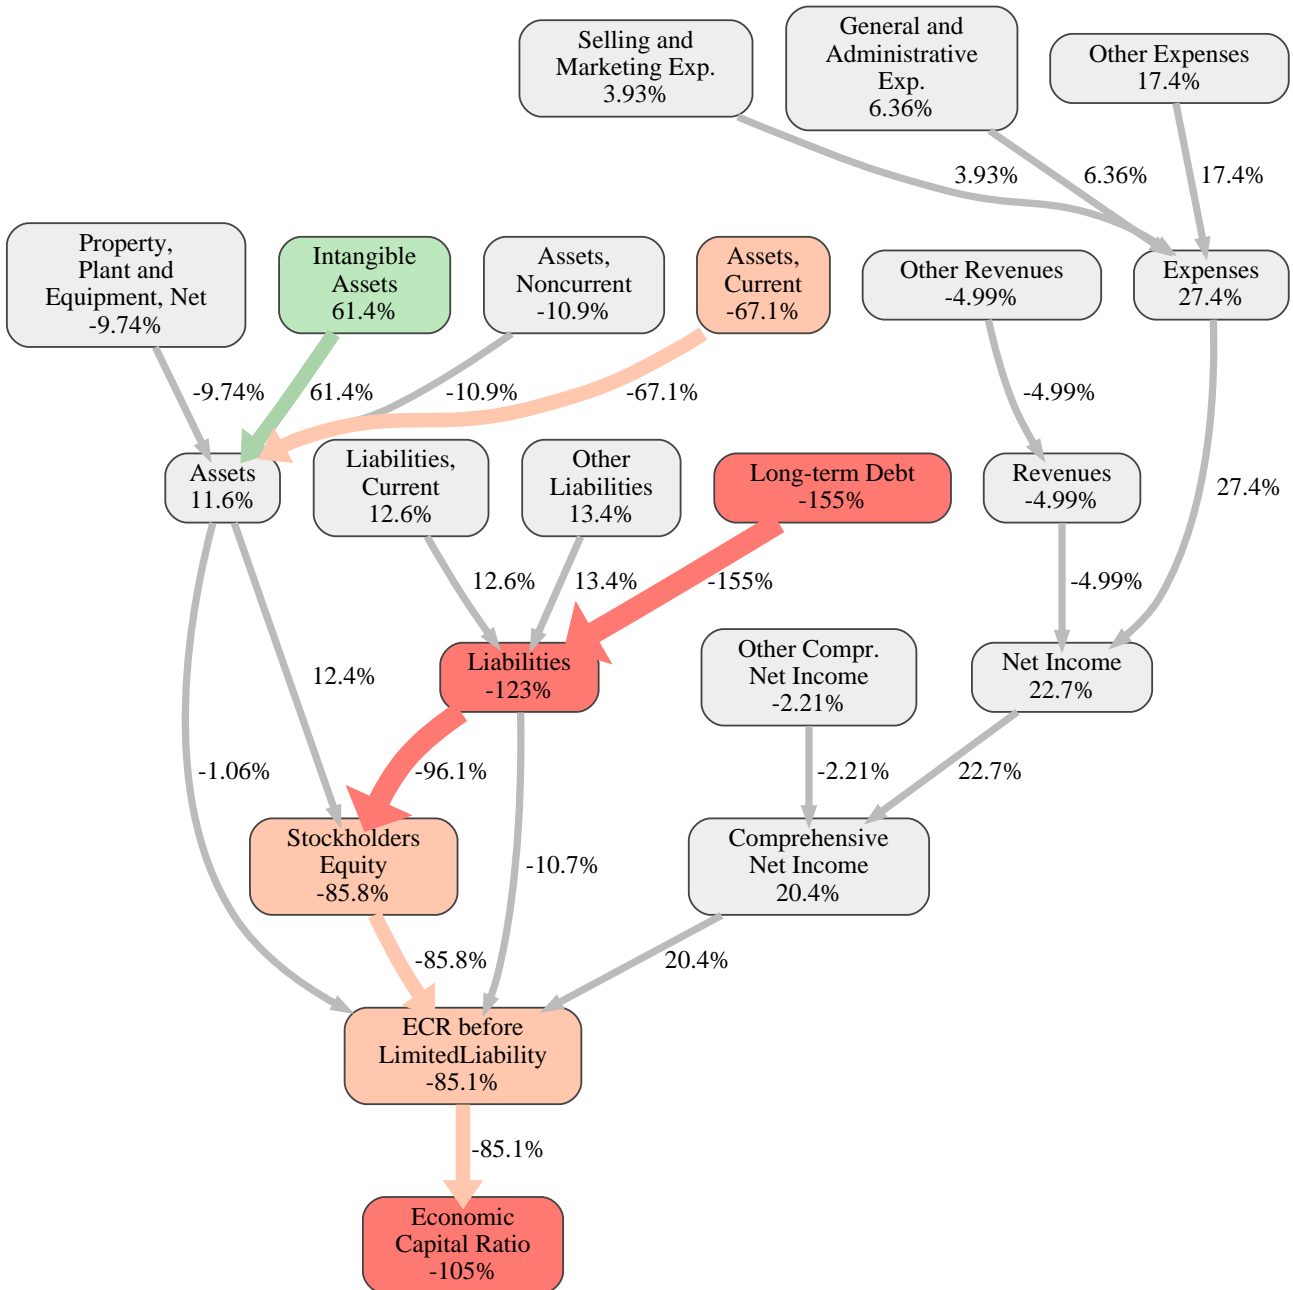 Selling and
Marketing Exp.
3.93%
General and
Administrative
Exp.
6.36%
Other Expenses
17.4%
3.93%
6.36%
17.4%
Property,
Plant and
Equipment, Net
-9.74%
Intangible
Assets
61.4%
Assets,
Noncurrent
-10.9%
Assets,
Current
-67.1%
Other Revenues
-4.99%
Expenses
27.4%
-9.74%
61.4%
-10.9%
-67.1%
-4.99%
27.4%
Assets
11.6%
Liabilities,
Current
12.6%
Other
Liabilities
13.4%
Long-term Debt
-155%
Revenues
-4.99%
12.6%
13.4%
-155%
-4.99%
12.4%
Liabilities
-123%
Other Compr.
Net Income
-2.21%
Net Income
22.7%
-1.06%
-96.1%
-2.21%
22.7%
Stockholders
Equity
-85.8%
-10.7%
Comprehensive
Net Income
20.4%
-85.8%
20.4%
ECR before
LimitedLiability
-85.1%
-85.1%
Economic
Capital Ratio
-105%